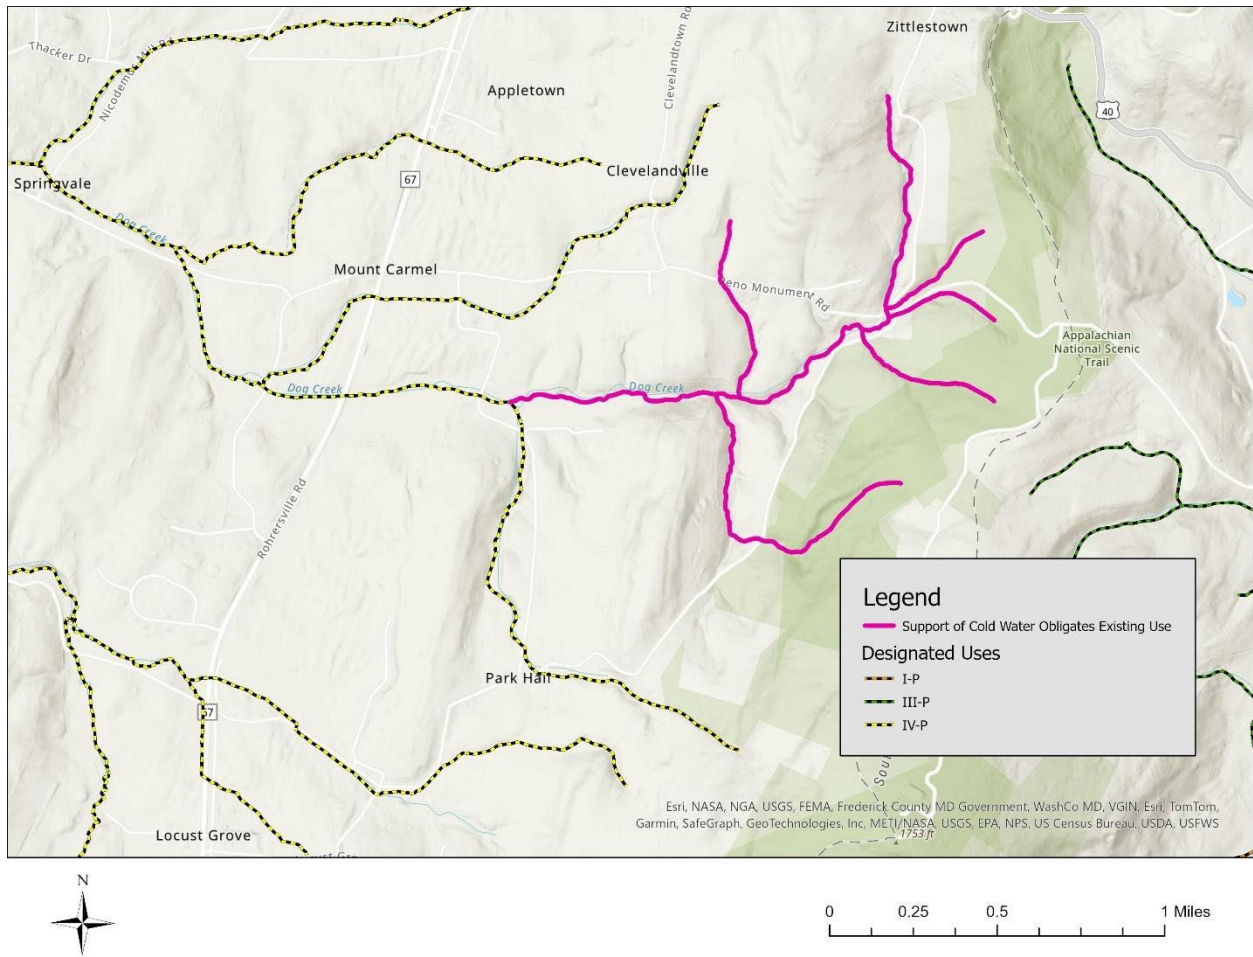 Zittlestown
Thacker Dr
Nicodemus Mill Rd
Clevelandtown Rd
Appletown
40
Springvale
67
Clevelandville
Dog Creek
Mount Carmel
Reno Monument Rd
Appalachian
National Scenic
Trail
Dog Creek
Dog Creek
Rohrersville Rd
Legend
Support of Cold Water Obligates Existing Use
Designated Uses
I-P
III-P
IV-P
Park Hall
67
Sou
Esri, NASA, NGA, USGS, FEMA, Frederick County MD Government, WashCo MD, VGIN, Esri, TomTom,
Garmin, SafeGraph, GeoTechnologies, Inc, METI/NASA, USGS, EPA, NPS, US Census Bureau, USDA, USFWS
1753 ft
Locust Grove
N
0 0.25 0.5 1 Miles